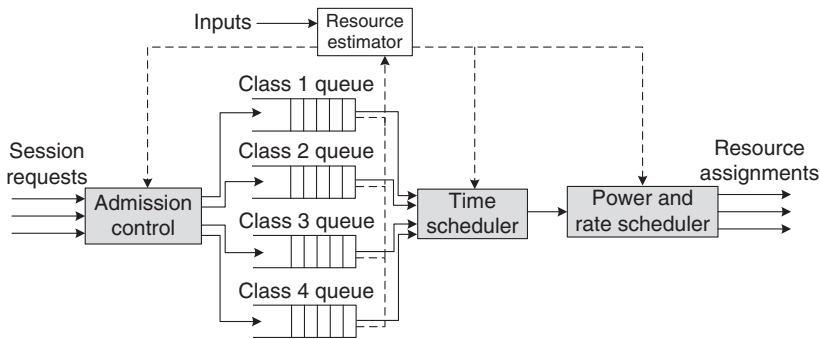 Inputs
Resource
estimator
Class 1 queue
Session
requests
Class 2 queue
Resource
assignments
Admission
control
Class 3 queue
Time
scheduler
Power and
rate scheduler
Class 4 queue